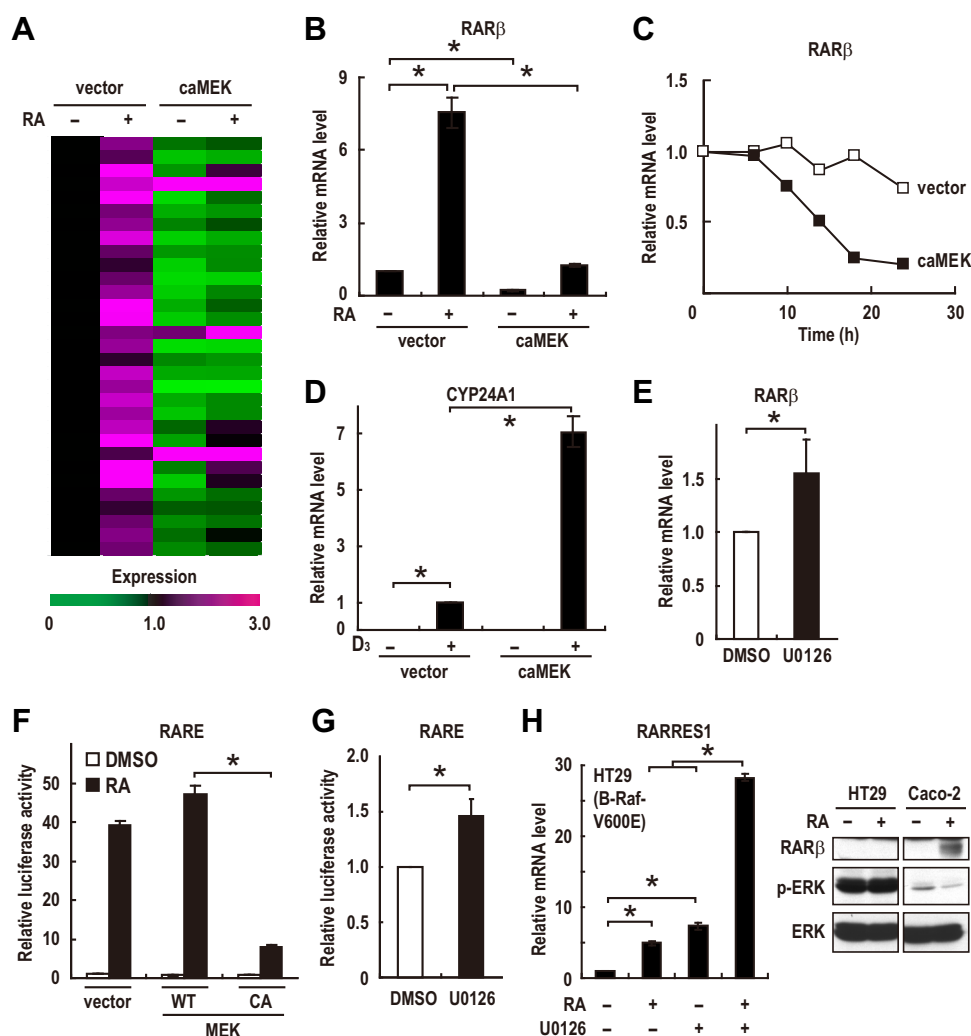 A
vector caMEK
RA – + – +
Expression
0 1.0 3.0
B
RARβ
* * *
Relative mRNA level
9
6
3
1
0
RA – + – +
vector caMEK
C
RARβ
Relative mRNA level
1.5
1.0
0.5
vector
caMEK
0 10 20 30
Time (h)
D
CYP24A1
* *
Relative mRNA level
7
6
4
2
1
0
D3 – + – +
vector caMEK
E
RARβ
*
Relative mRNA level
1.5
1.0
0.5
0
DMSO U0126
F
RARE
DMSO
RA
*
Relative luciferase activity
50
40
30
20
10
0
vector WT CA
MEK
G
RARE
*
Relative luciferase activity
2.0
1.5
1.0
0.5
0.0
DMSO U0126
H
RARRES1
HT29
(B-Raf-
V600E)
* * *
Relative mRNA level
30
20
10
0
RA – + – +
U0126 – – + +
HT29 Caco-2
RA – + – +
RARβ
p-ERK
ERK